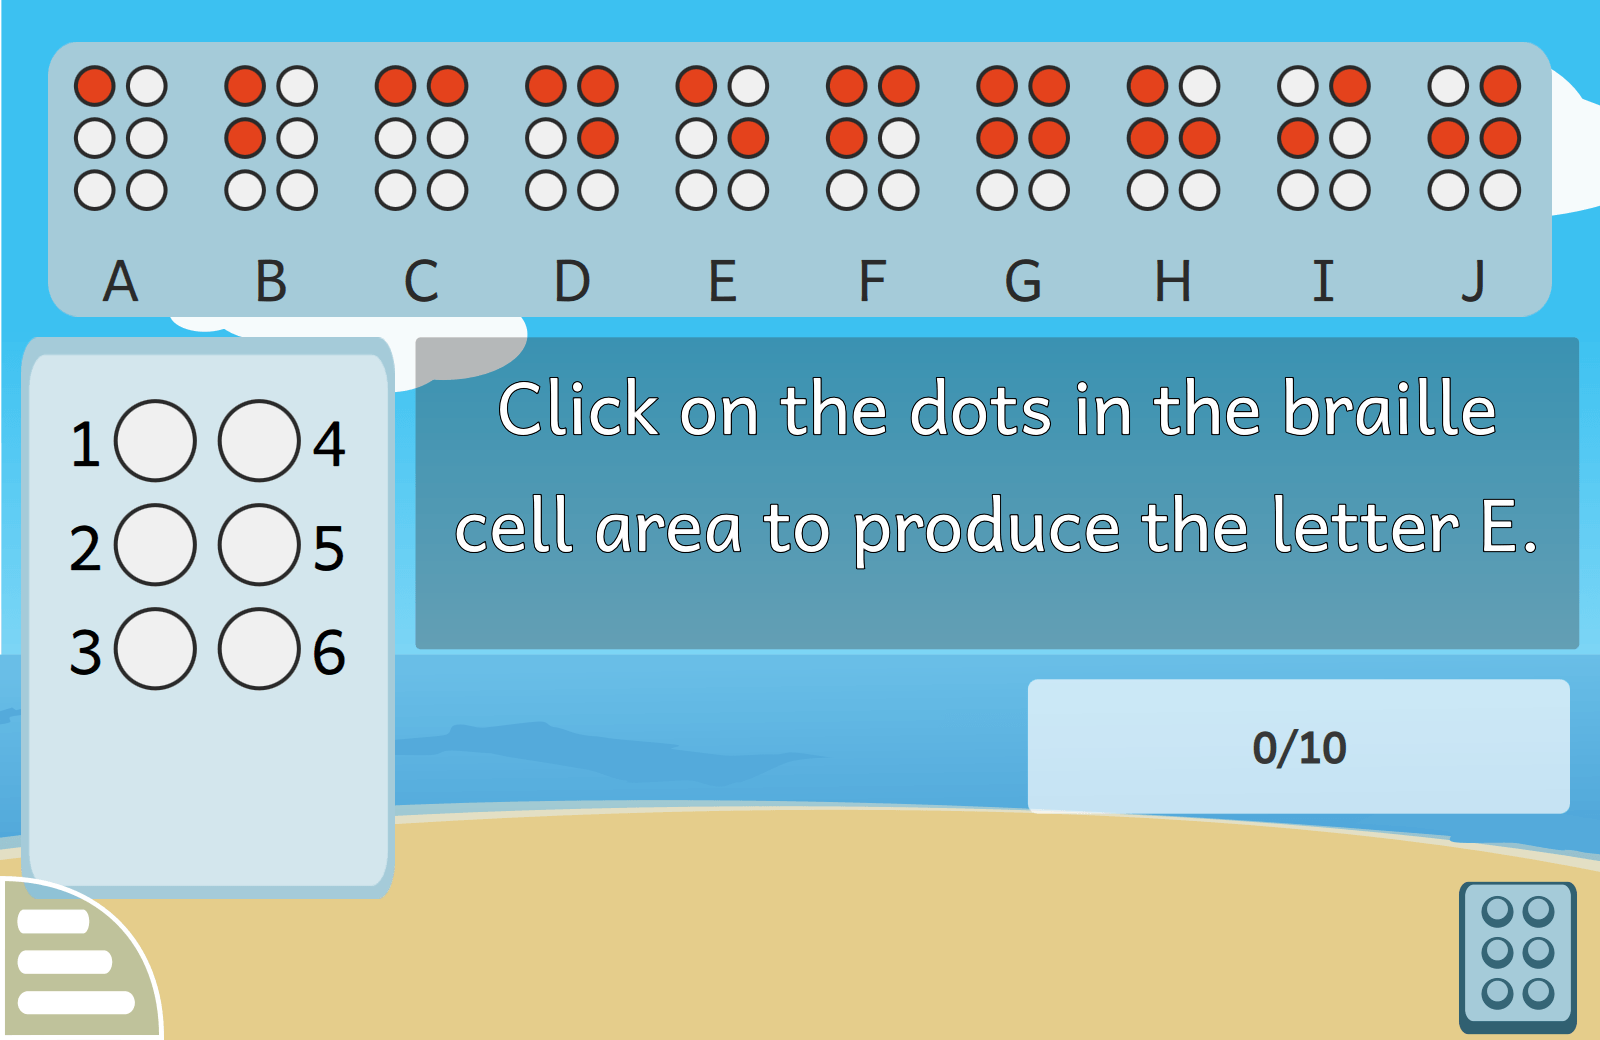 A B C D E F G H I J
1 4
2 5
3 6
Click on the dots in the braille
cell area to produce the letter E.
0/10